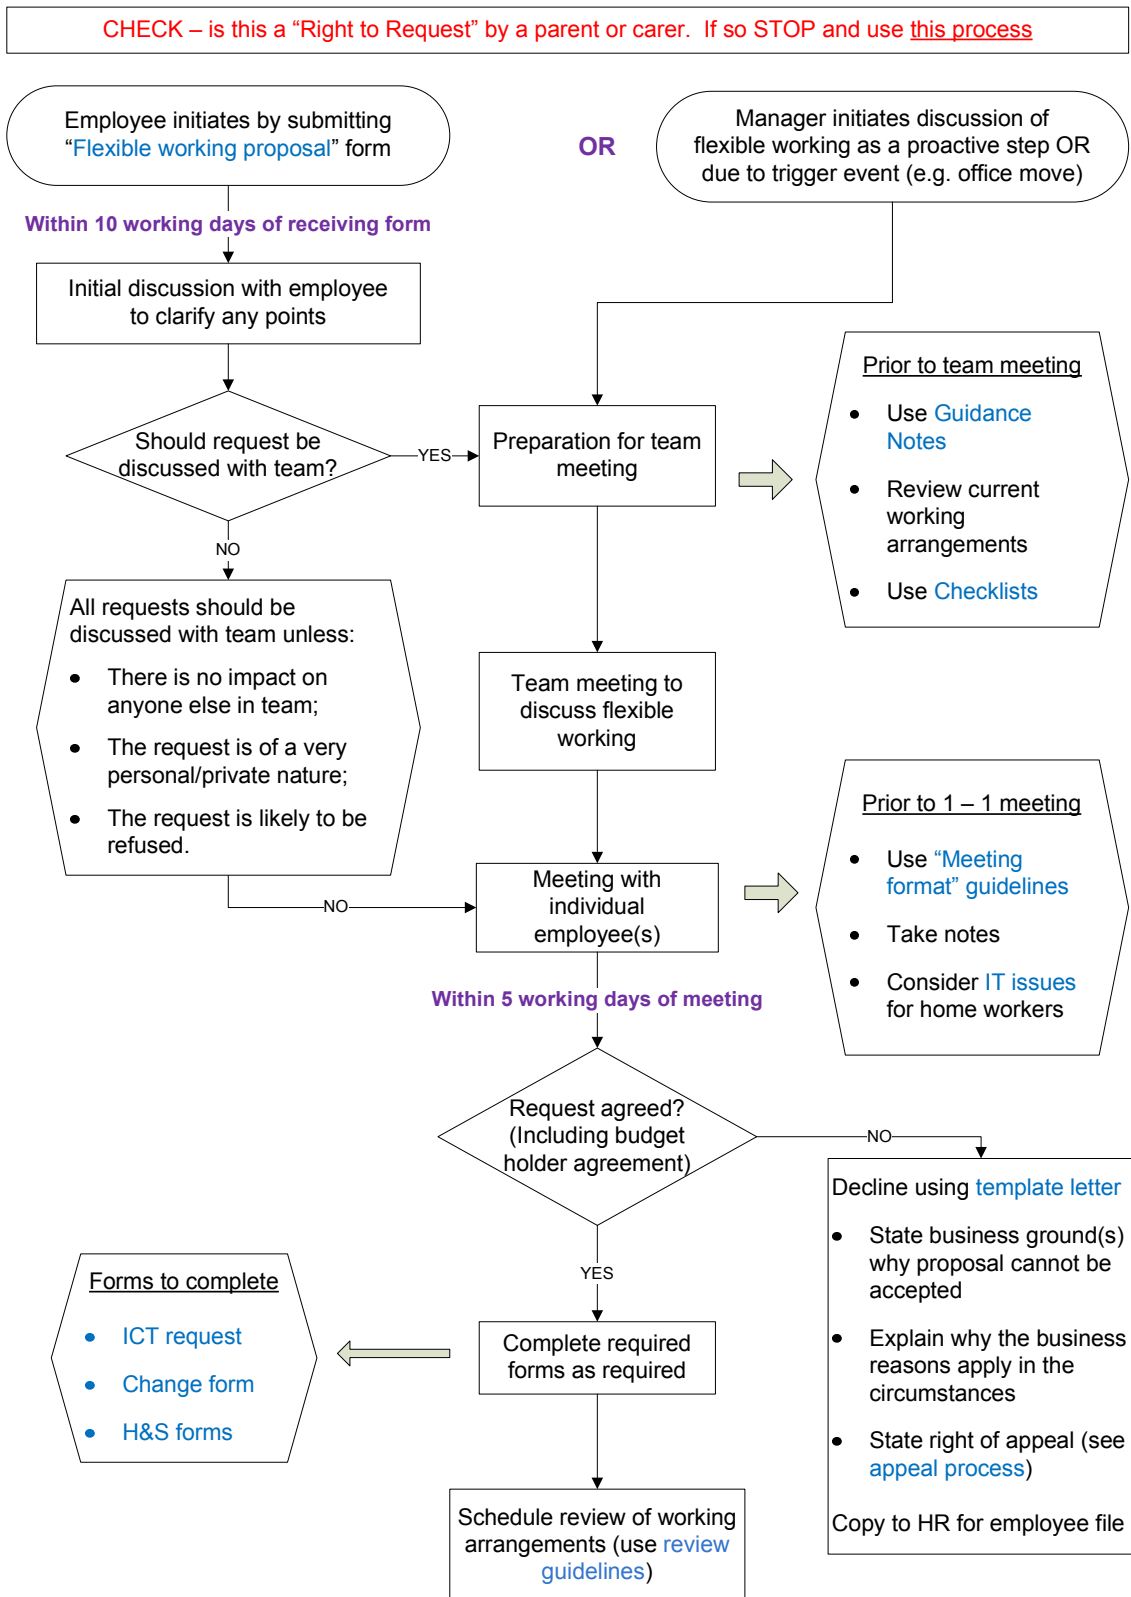 CHECK – is this a “Right to Request” by a parent or carer.  If so STOP and use this process
Employee initiates by submitting
“Flexible working proposal” form
OR
Manager initiates discussion of
flexible working as a proactive step OR
due to trigger event (e.g. office move)
Within 10 working days of receiving form
Initial discussion with employee
to clarify any points
Should request be
discussed with team?
YES
Preparation for team
meeting
Prior to team meeting
• Use Guidance
Notes
• Review current
working
arrangements
• Use Checklists
NO
All requests should be
discussed with team unless:
• There is no impact on
anyone else in team;
• The request is of a very
personal/private nature;
• The request is likely to be
refused.
Team meeting to
discuss flexible
working
NO
Meeting with
individual
employee(s)
Prior to 1 – 1 meeting
• Use “Meeting
format” guidelines
• Take notes
• Consider IT issues
for home workers
Within 5 working days of meeting
Request agreed?
(Including budget
holder agreement)
NO
Decline using template letter
• State business ground(s)
why proposal cannot be
accepted
• Explain why the business
reasons apply in the
circumstances
• State right of appeal (see
appeal process)
Copy to HR for employee file
YES
Complete required
forms as required
Forms to complete
• ICT request
• Change form
• H&S forms
Schedule review of working
arrangements (use review
guidelines)